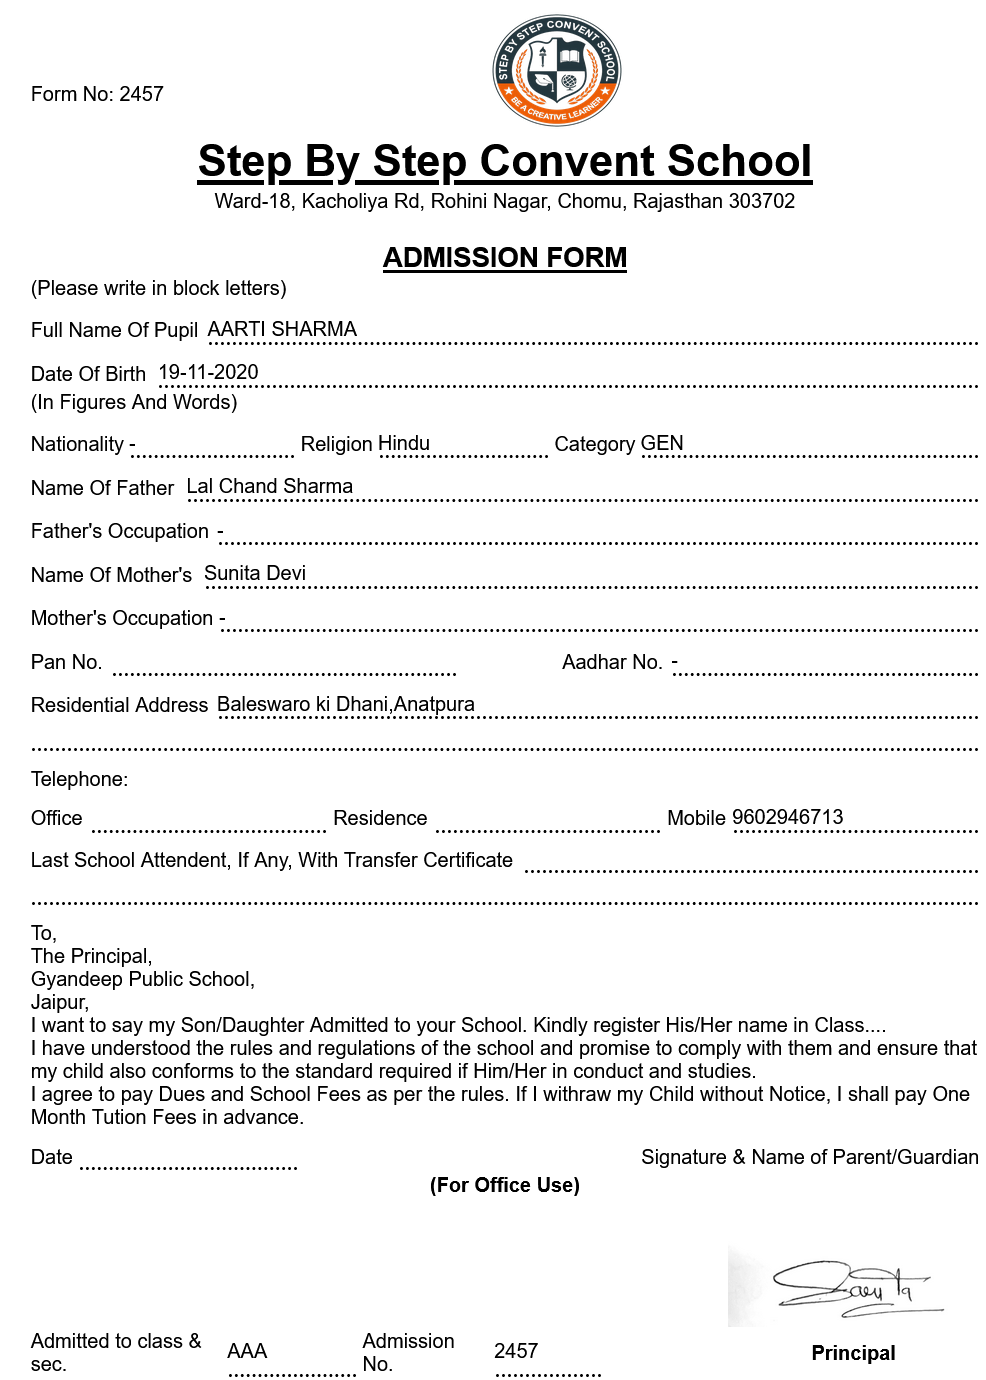 STEP BY STEP CONVENT SCHOOL
BE A CREATIVE LEARNER
Form No: 2457
Step By Step Convent School
Ward-18, Kacholiya Rd, Rohini Nagar, Chomu, Rajasthan 303702
ADMISSION FORM
(Please write in block letters)
Full Name Of Pupil AARTI SHARMA
Date Of Birth 19-11-2020
(In Figures And Words)
Nationality - Religion Hindu Category GEN
Name Of Father Lal Chand Sharma
Father's Occupation -
Name Of Mother's Sunita Devi
Mother's Occupation -
Pan No. Aadhar No. -
Residential Address Baleswaro ki Dhani,Anatpura
Telephone:
Office Residence Mobile 9602946713
Last School Attendent, If Any, With Transfer Certificate
To,
The Principal,
Gyandeep Public School,
Jaipur,
I want to say my Son/Daughter Admitted to your School. Kindly register His/Her name in Class....
I have understood the rules and regulations of the school and promise to comply with them and ensure that
my child also conforms to the standard required if Him/Her in conduct and studies.
I agree to pay Dues and School Fees as per the rules. If I withraw my Child without Notice, I shall pay One
Month Tution Fees in advance.
Date Signature & Name of Parent/Guardian
(For Office Use)
Admitted to class & sec. AAA Admission No. 2457 Principal